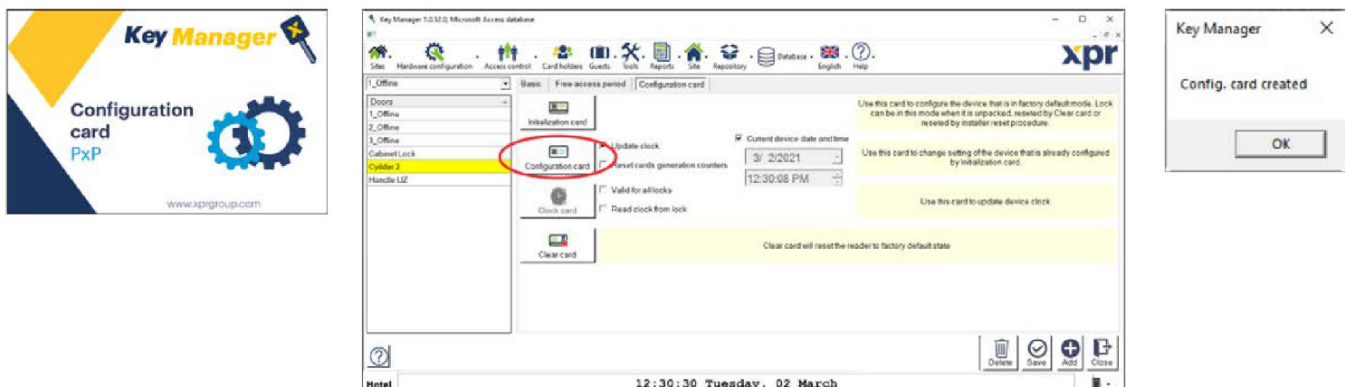 Key Manager
Configuration
card
PxP
www.xprgroup.com
Key Manager 1.0.52.0, Microsoft Access database
Sites Hardware configuration Access control Card holders Guests Tools Reports Site Repository Database English Help
xpr
1_Offline
Basic Free access period Configuration card
Doors
1_Offline
2_Offline
3_Offline
Cabinet Lock
Cylider 2
Handle LIZ
Initialization card
Use this card to configure the device that is in factory default mode. Lock
can be in this mode when it is unpacked, reseted by Clear card or
reseted by installer reset procedure.
Configuration card
Update clock
Reset cards generation counters
Current device date and time
3/ 2/2021
12:30:08 PM
Use this card to change setting of the device that is already configured
by Initialization card.
Clock card
Valid for all locks
Read clock from lock
Use this card to update device clock
Clear card
Clear card will reset the reader to factory default state
Delete Save Add Close
Hotel
12:30:30 Tuesday, 02 March
Key Manager
Config. card created
OK